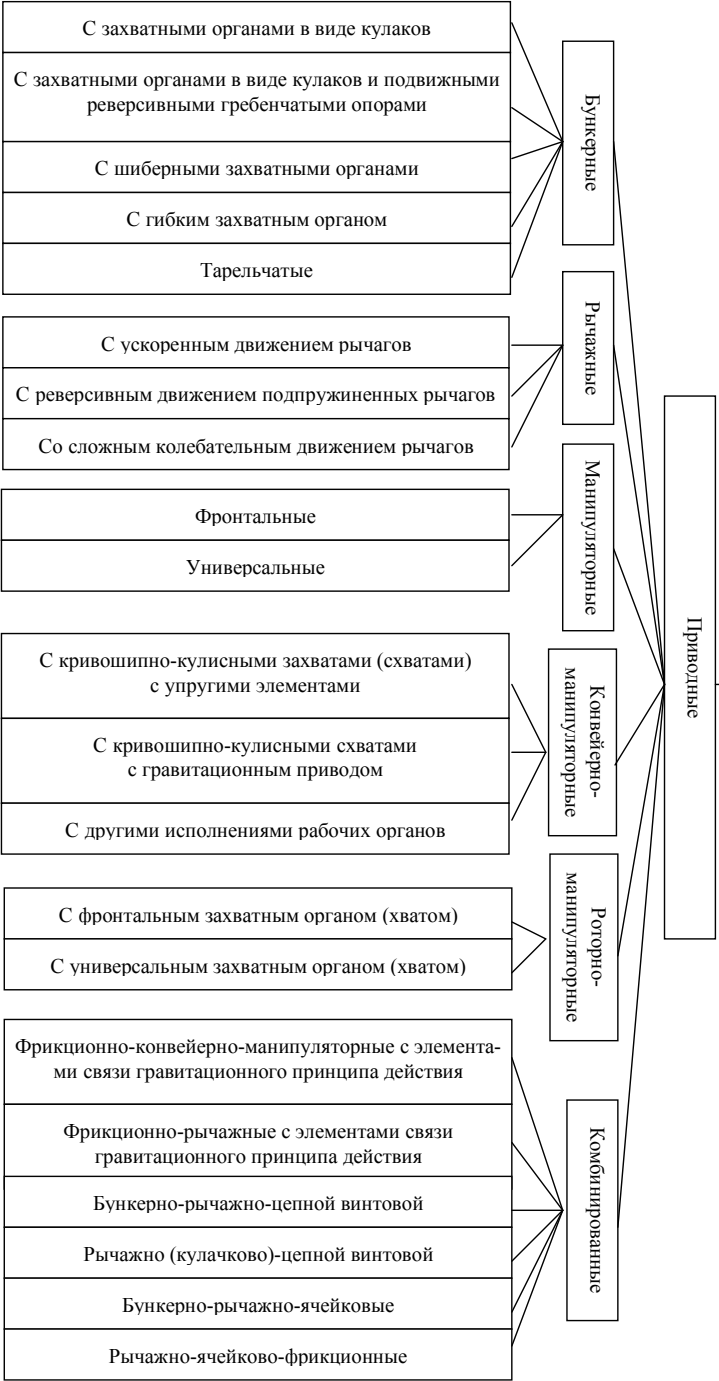 Приводные
Бункерные
С захватными органами в виде кулаков
С захватными органами в виде кулаков и подвижными
реверсивными гребенчатыми опорами
С шиберными захватными органами
С гибким захватным органом
Тарельчатые
Рычажные
С ускоренным движением рычагов
С реверсивным движением подпружиненных рычагов
Со сложным колебательным движением рычагов
Манипуляторные
Фронтальные
Универсальные
Конвейерно-
манипуляторные
С кривошипно-кулисными захватами (схватами)
с упругими элементами
С кривошипно-кулисными схватами
с гравитационным приводом
С другими исполнениями рабочих органов
Роторно-
манипуляторные
С фронтальным захватным органом (хватом)
С универсальным захватным органом (хватом)
Комбинированные
Фрикционно-конвейерно-манипуляторные с элемента-
ми связи гравитационного принципа действия
Фрикционно-рычажные с элементами связи
гравитационного принципа действия
Бункерно-рычажно-цепной винтовой
Рычажно (кулачково)-цепной винтовой
Бункерно-рычажно-ячейковые
Рычажно-ячейково-фрикционные